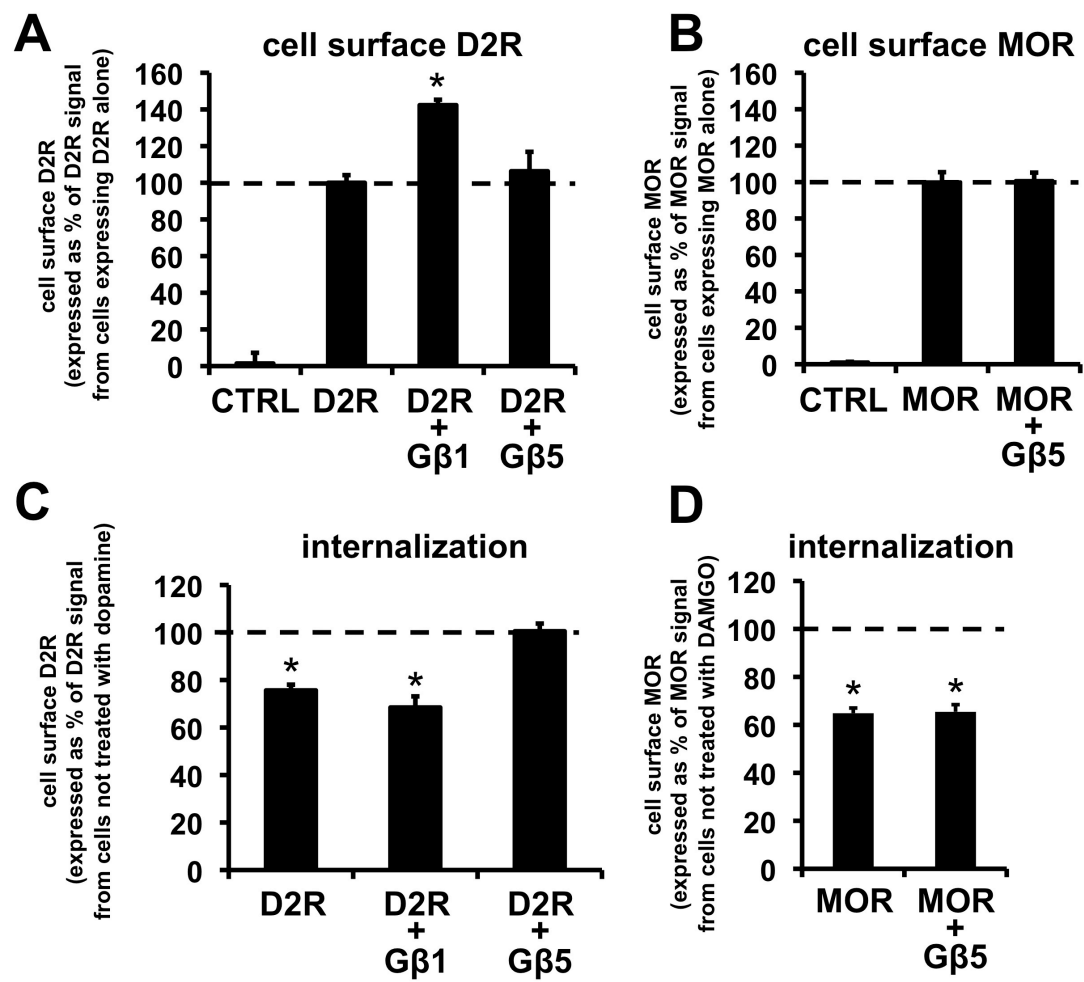 A
cell surface D2R
cell surface D2R
(expressed as % of D2R signal
from cells expressing D2R alone)
160
140
120
100
80
60
40
20
0
*
CTRL D2R D2R D2R
+ +
Gβ1 Gβ5
B
cell surface MOR
cell surface MOR
(expressed as % of MOR signal
from cells expressing MOR alone)
160
140
120
100
80
60
40
20
0
CTRL MOR MOR
+
Gβ5
C
internalization
cell surface D2R
(expressed as % of D2R signal
from cells not treated with dopamine)
120
100
80
60
40
20
0
* *
D2R D2R D2R
+ +
Gβ1 Gβ5
D
internalization
cell surface MOR
(expressed as % of MOR signal
from cells not treated with DAMGO)
120
100
80
60
40
20
0
* *
MOR MOR
+
Gβ5